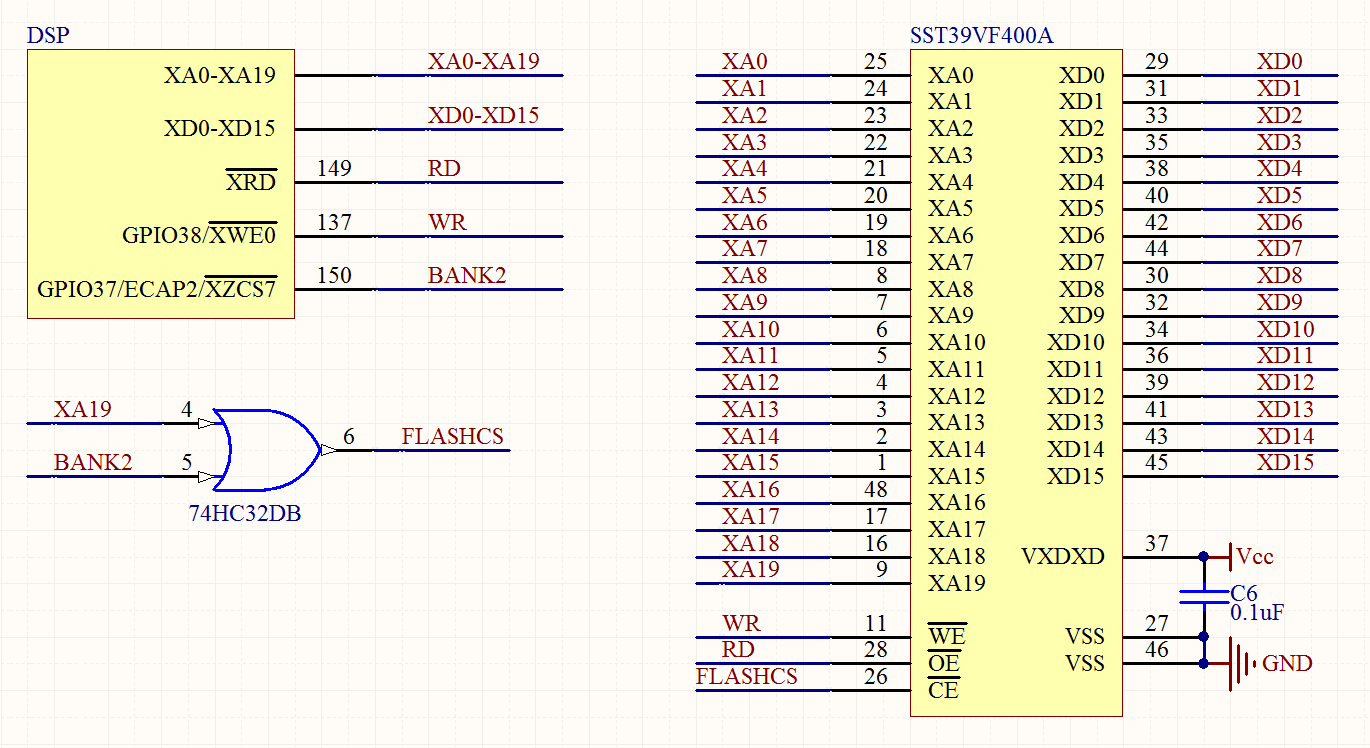 DSP
XA0-XA19 XA0-XA19
XD0-XD15 XD0-XD15
XRD 149 RD
GPIO38/XWE0 137 WR
GPIO37/ECAP2/XZCS7 150 BANK2
XA19 4
BANK2 5
6 FLASHCS
74HC32DB
SST39VF400A
XA0 25 XA0 XD0 29 XD0
XA1 24 XA1 XD1 31 XD1
XA2 23 XA2 XD2 33 XD2
XA3 22 XA3 XD3 35 XD3
XA4 21 XA4 XD4 38 XD4
XA5 20 XA5 XD5 40 XD5
XA6 19 XA6 XD6 42 XD6
XA7 18 XA7 XD7 44 XD7
XA8 8 XA8 XD8 30 XD8
XA9 7 XA9 XD9 32 XD9
XA10 6 XA10 XD10 34 XD10
XA11 5 XA11 XD11 36 XD11
XA12 4 XA12 XD12 39 XD12
XA13 3 XA13 XD13 41 XD13
XA14 2 XA14 XD14 43 XD14
XA15 1 XA15 XD15 45 XD15
XA16 48 XA16
XA17 17 XA17
XA18 16 XA18 VXDXD 37 Vcc
XA19 9 XA19
C6
0.1uF
WR 11 WE VSS 27
RD 28 OE VSS 46 GND
FLASHCS 26 CE